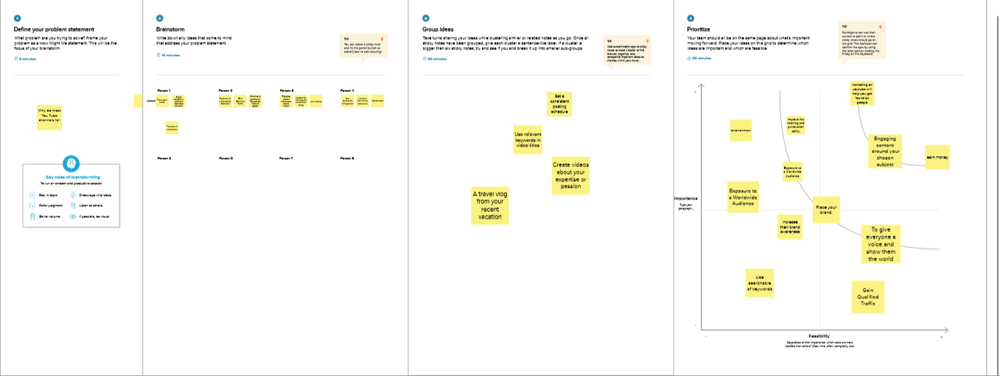 1
Define your problem statement
What problem are you trying to solve? Frame your
problem as a How Might We statement. This will be the
focus of your brainstorm.
5 minutes
Why do most
You Tube
channels fail
Key rules of brainstorming
To run an smooth and productive session
Stay in topic.
Encourage wild ideas.
Defer judgment.
Listen to others.
Go for volume.
If possible, be visual.
2
Brainstorm
Write down any ideas that come to mind
that address your problem statement.
10 minutes
TIP
You can select a sticky note
and hit the pencil [switch to
sketch] icon to start drawing!
Person 1
Person 2
Person 3
Person 4
Person 5
Person 6
Person 7
Person 8
3
Group ideas
Take turns sharing your ideas while clustering similar or related notes as you go. Once all
sticky notes have been grouped, give each cluster a sentence-like label. If a cluster is
bigger than six sticky notes, try and see if you and break it up into smaller sub-groups.
20 minutes
TIP
Add customizable tags to sticky
notes to make it easier to find,
browse, organize, and
categorize important ideas as
themes within your mural.
Set a
consistent
posting
schedule
Use relevant
keywords in
video titles
Create videos
about your
expertise or
passion
A travel vlog
from your
recent
vacation
4
Prioritize
Your team should all be on the same page about what's important
moving forward. Place your ideas on this grid to determine which
ideas are important and which are feasible.
20 minutes
TIP
Participants can use their
cursors to point at where
sticky notes should go on
the grid. The facilitator can
confirm the spot by using
the laser pointer holding the
H key on the keyboard.
marketing on
youtube will
help you get
found on
google
entertainment
Improve the
listening and
pronunciation
ability
Engaging
content
around your
chosen
subject
earn money
Exposure to
a Worldwide
Audience
Exposure to
a Worldwide
Audience
Importance
Place your
brand.
Increase
their brand
awareness
To give
everyone a
voice and
show them
the world
Use
searchable
of keywords
Gain
Qualified
Traffic
Feasibility
Regardless of their importance, which tasks are more
feasible than others? (Cost, time, effort, complexity, etc.)